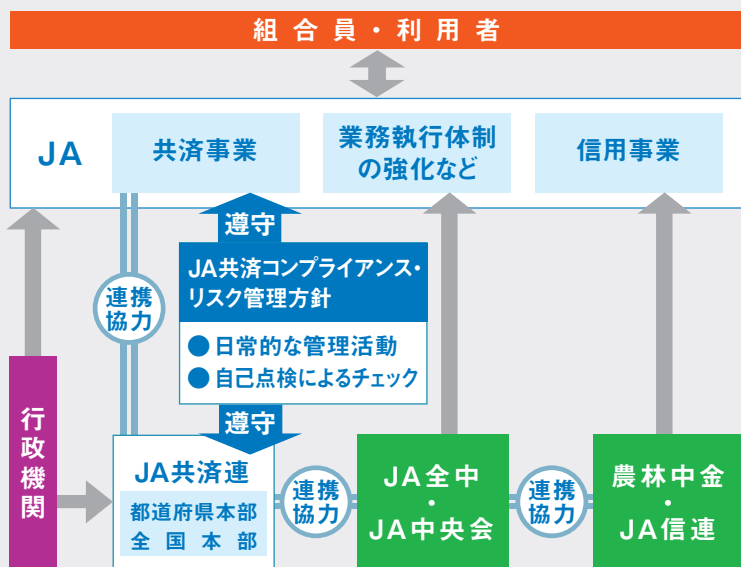 組合員・利用者
JA
共済事業
業務執行体制
の強化など
信用事業
遵守
JA共済コンプライアンス・
リスク管理方針
●日常的な管理活動
●自己点検によるチェック
遵守
連携
協力
行政機関
JA共済連
都道府県本部
全国本部
連携
協力
JA全中
・
JA中央会
連携
協力
農林中金
・
JA信連